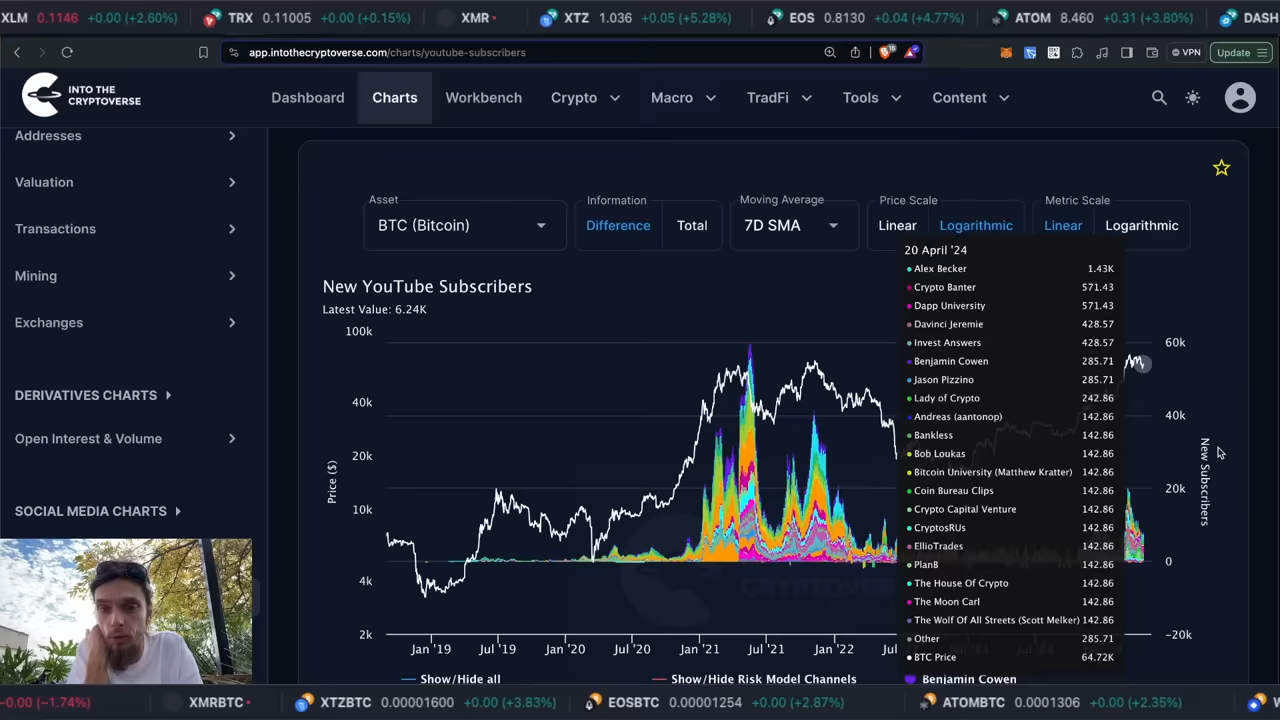 XLM 0.1146 +0.00 (+2.60%) TRX 0.11005 +0.00 (+0.15%) XMR XTZ 1.036 +0.05 (+5.28%) EOS 0.8130 +0.04 (+4.77%) ATOM 8.460 +0.31 (+3.80%) DASH
app.intothecryptoverse.com/charts/youtube-subscribers VPN Update
INTO THE
CRYPTOVERSE
Dashboard Charts Workbench Crypto Macro TradFi Tools Content
Addresses
Valuation
Transactions
Mining
Exchanges
DERIVATIVES CHARTS
Open Interest & Volume
SOCIAL MEDIA CHARTS
Asset Information Moving Average Price Scale Metric Scale
BTC (Bitcoin) Difference Total 7D SMA Linear Logarithmic Linear Logarithmic
New YouTube Subscribers
Latest Value: 6.24K
20 April '24
Alex Becker 1.43K
Crypto Banter 571.43
Dapp University 571.43
Davinci Jeremie 428.57
Invest Answers 428.57
Benjamin Cowen 285.71
Jason Pizzino 285.71
Lady of Crypto 242.86
Andreas (aantonop) 142.86
Bankless 142.86
Bob Loukas 142.86
Bitcoin University (Matthew Kratter) 142.86
Coin Bureau Clips 142.86
Crypto Capital Venture 142.86
CryptosRUs 142.86
EllioTrades 142.86
PlanB 142.86
The House Of Crypto 142.86
The Moon Carl 142.86
The Wolf Of All Streets (Scott Melker) 142.86
Other 285.71
BTC Price 64.72K
100k
40k
20k
10k
4k
2k
Price ($)
60k
40k
20k
0
−20k
New Subscribers
CRYPTOVERSE
Jan '19 Jul '19 Jan '20 Jul '20 Jan '21 Jul '21 Jan '22
Show/Hide all Show/Hide Risk Model Channels Benjamin Cowen
−0.00 (−1.74%) XMRBTC XTZBTC 0.00001600 +0.00 (+3.83%) EOSBTC 0.00001254 +0.00 (+2.87%) ATOMBTC 0.0001306 +0.00 (+2.35%)